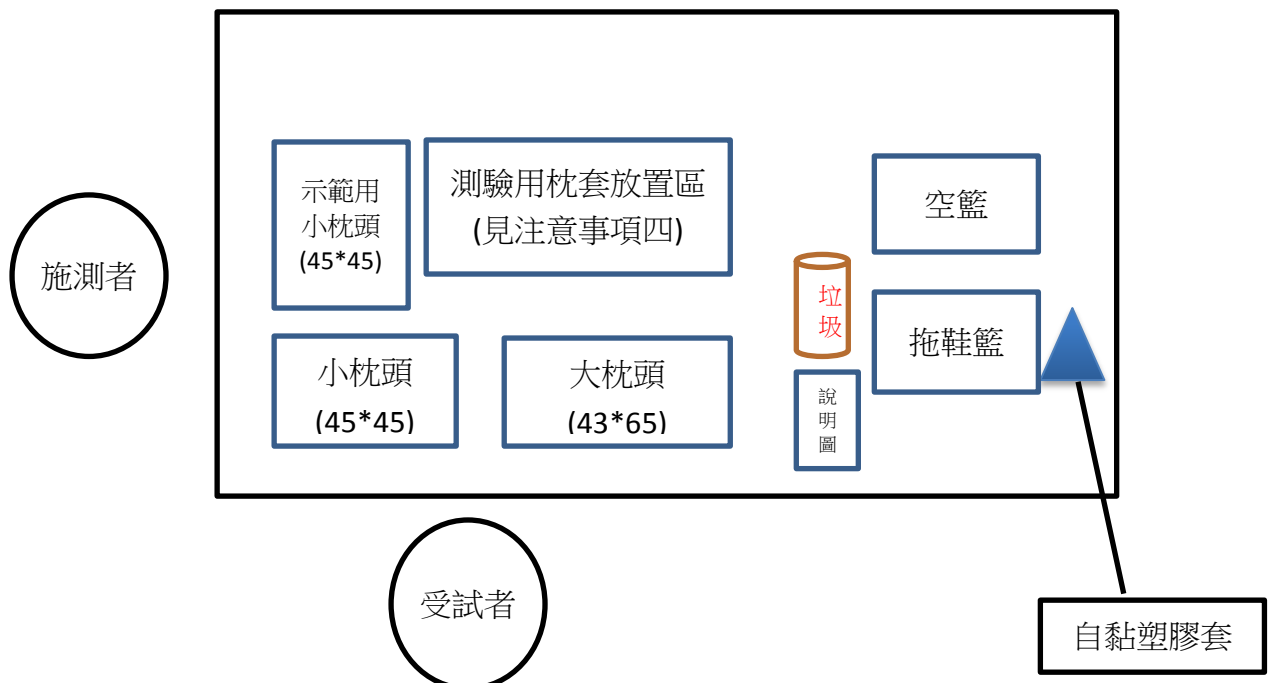 示範用
小枕頭
(45*45)
測驗用枕套放置區
(見注意事項四)
空籃
施測者
垃
圾
拖鞋籃
小枕頭
(45*45)
大枕頭
(43*65)
說
明
圖
受試者
自黏塑膠套